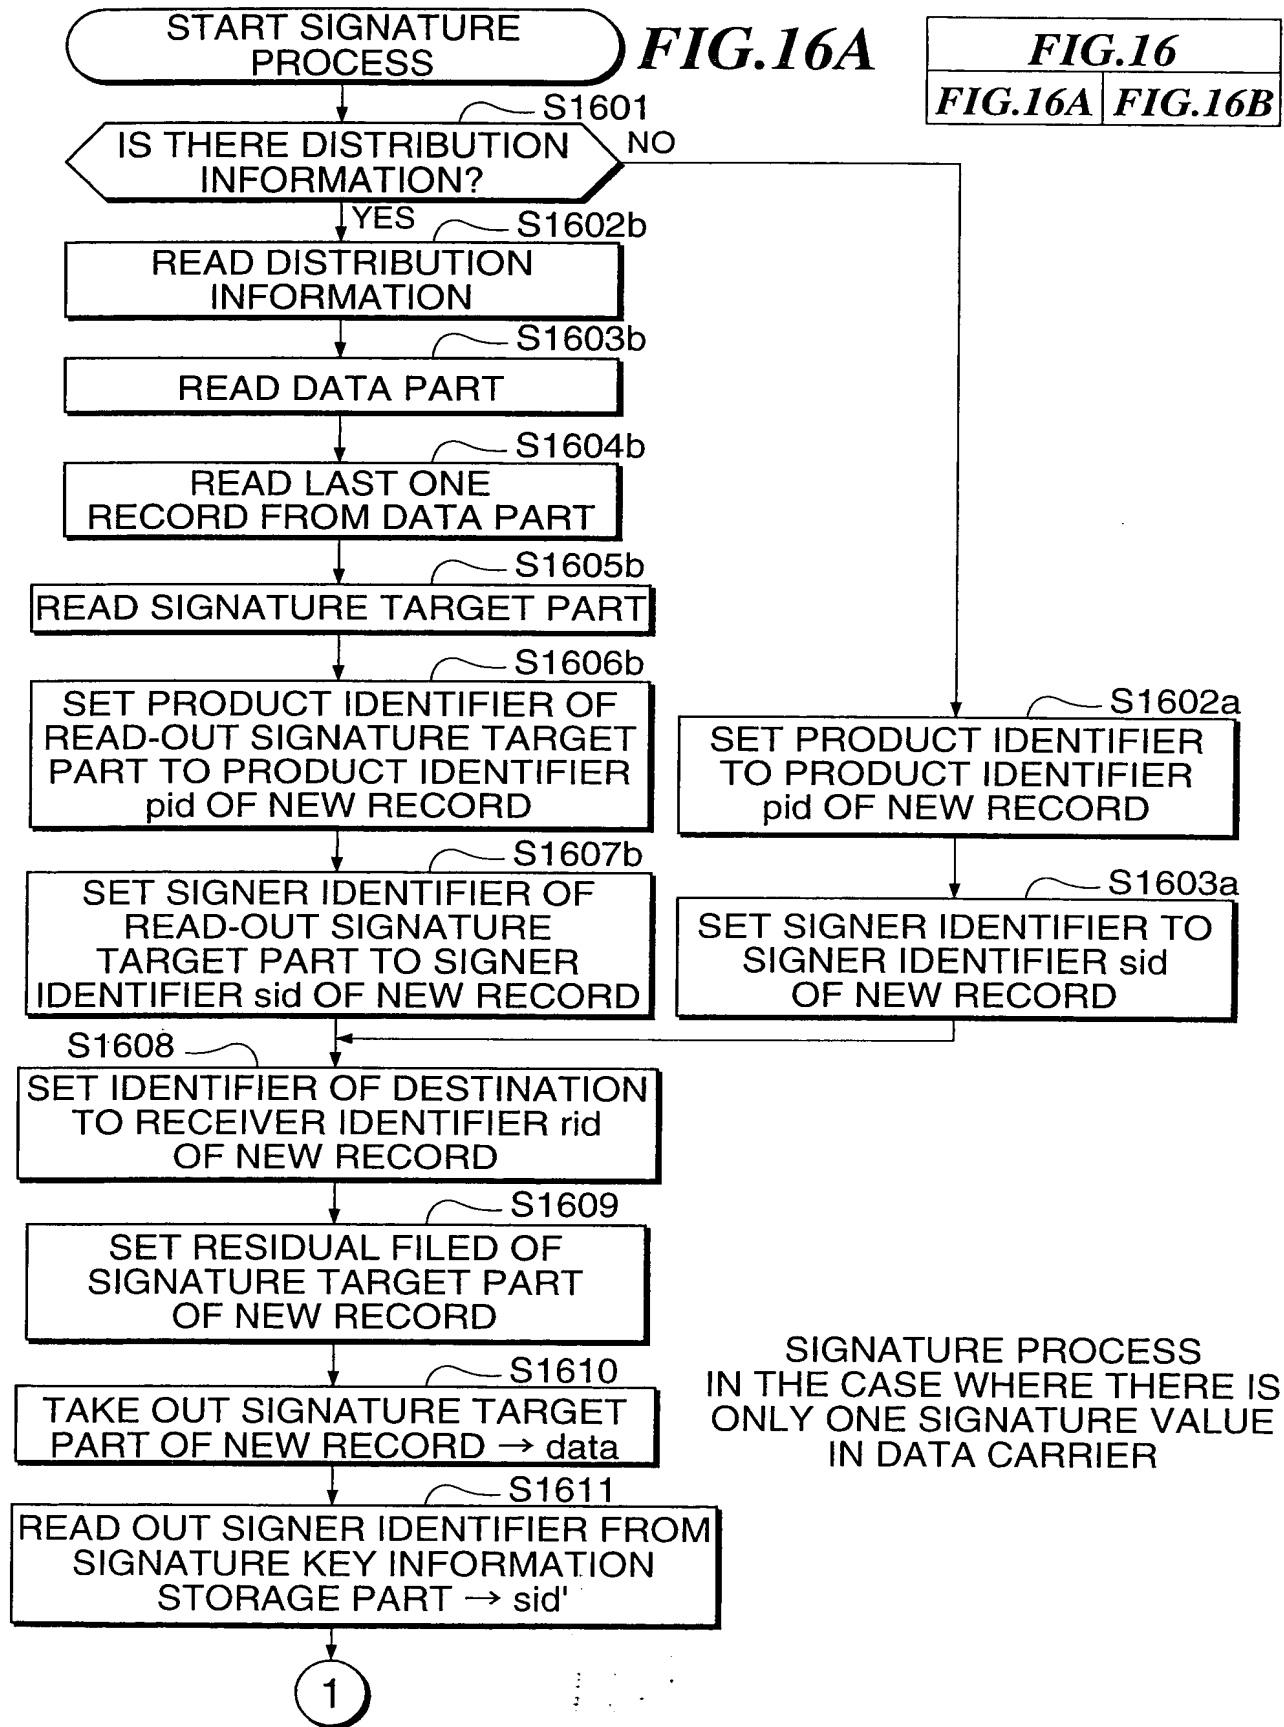 START SIGNATURE
PROCESS
FIG.16A
FIG.16
FIG.16A FIG.16B
S1601
IS THERE DISTRIBUTION
INFORMATION?
NO
YES
S1602b
READ DISTRIBUTION
INFORMATION
S1603b
READ DATA PART
S1604b
READ LAST ONE
RECORD FROM DATA PART
S1605b
READ SIGNATURE TARGET PART
S1606b
SET PRODUCT IDENTIFIER OF
READ-OUT SIGNATURE TARGET
PART TO PRODUCT IDENTIFIER
pid OF NEW RECORD
S1602a
SET PRODUCT IDENTIFIER
TO PRODUCT IDENTIFIER
pid OF NEW RECORD
S1607b
SET SIGNER IDENTIFIER OF
READ-OUT SIGNATURE
TARGET PART TO SIGNER
IDENTIFIER sid OF NEW RECORD
S1603a
SET SIGNER IDENTIFIER TO
SIGNER IDENTIFIER sid
OF NEW RECORD
S1608
SET IDENTIFIER OF DESTINATION
TO RECEIVER IDENTIFIER rid
OF NEW RECORD
S1609
SET RESIDUAL FILED OF
SIGNATURE TARGET PART
OF NEW RECORD
S1610
TAKE OUT SIGNATURE TARGET
PART OF NEW RECORD → data
S1611
READ OUT SIGNER IDENTIFIER FROM
SIGNATURE KEY INFORMATION
STORAGE PART → sid'
1
SIGNATURE PROCESS
IN THE CASE WHERE THERE IS
ONLY ONE SIGNATURE VALUE
IN DATA CARRIER